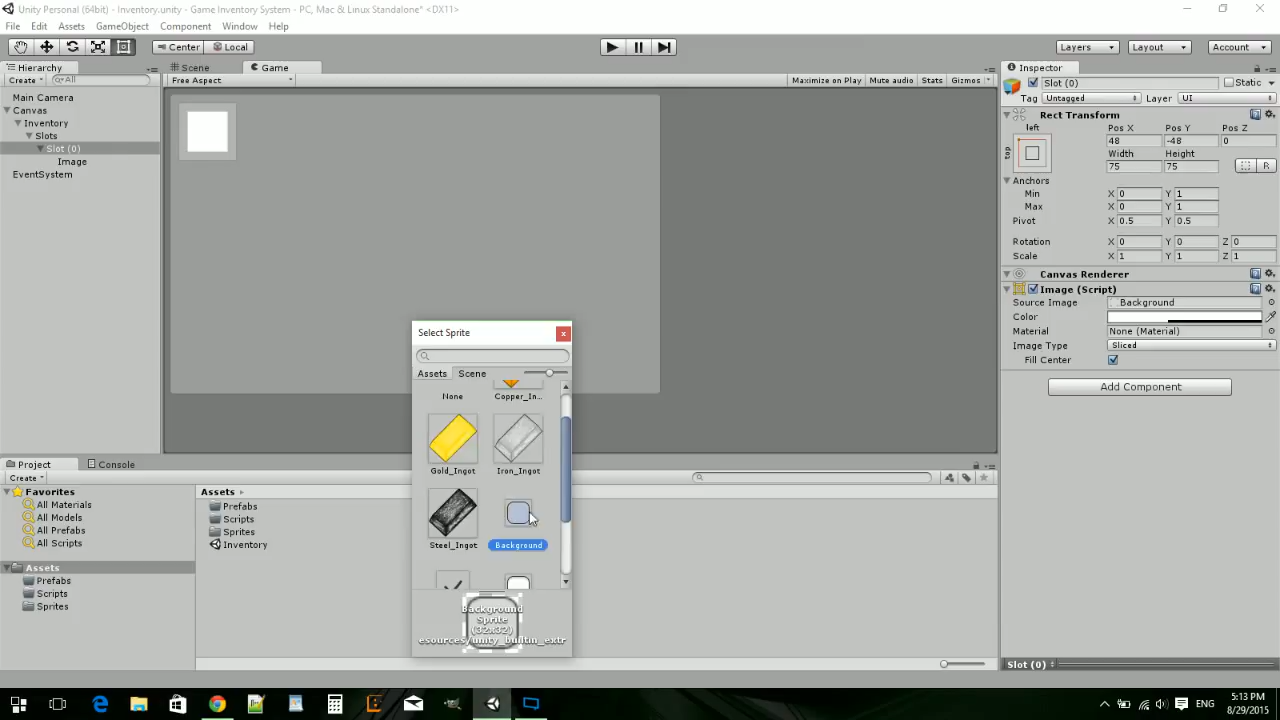 Unity Personal (64bit) - Inventory.unity - Game Inventory System - PC, Mac & Linux Standalone* <DX11>
File Edit Assets GameObject Component Window Help
Center Local Layers Layout Account
Hierarchy Scene Game Inspector
Create All Free Aspect Maximize on Play Mute audio Stats Gizmos Slot (0) Static
Main Camera Tag Untagged Layer UI
Canvas Rect Transform
Inventory left Pos X Pos Y Pos Z
Slots top 48 -48 0
Slot (0) Width Height
Image 75 75 R
EventSystem Anchors
Min X 0 Y 1
Max X 0 Y 1
Pivot X 0.5 Y 0.5
Rotation X 0 Y 0 Z 0
Scale X 1 Y 1 Z 1
Canvas Renderer
Image (Script)
Source Image Background
Color
Material None (Material)
Image Type Sliced
Fill Center
Add Component
Select Sprite
Assets Scene
None Copper_In...
Gold_Ingot Iron_Ingot
Steel_Ingot Background
Background
Sprite
(32x32)
esources/unity_builtin_extr
Project Console
Create
Favorites Assets
All Materials Prefabs
All Models Scripts
All Prefabs Sprites
All Scripts Inventory
Assets
Prefabs
Scripts
Sprites
Slot (0)
ENG 5:13 PM
8/29/2015